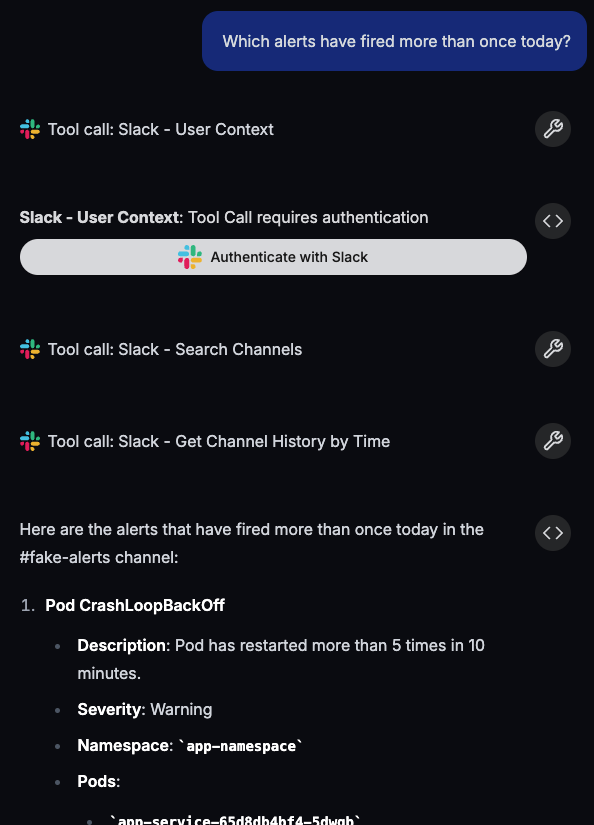 Which alerts have fired more than once today?
Tool call: Slack - User Context
Slack - User Context: Tool Call requires authentication
Authenticate with Slack
Tool call: Slack - Search Channels
Tool call: Slack - Get Channel History by Time
Here are the alerts that have fired more than once today in the
#fake-alerts channel:
1. Pod CrashLoopBackOff
Description: Pod has restarted more than 5 times in 10
minutes.
Severity: Warning
Namespace: `app-namespace`
Pods:
`app-service-65d8db4bf4-5dwgb`